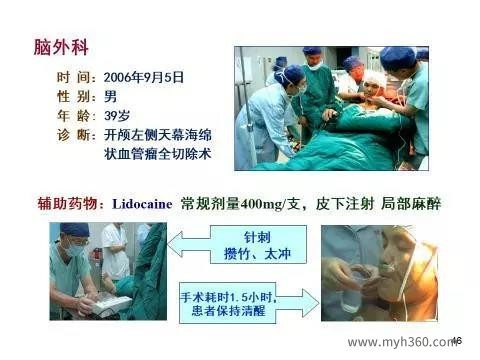 脑外科
时 间：2006年9月5日
性 别：男
年 龄：39岁
诊 断：开颅左侧天幕海绵
状血管瘤全切除术
辅助药物：Lidocaine 常规剂量400mg/支，皮下注射 局部麻醉
针刺
攒竹、太冲
手术耗时1.5小时，
患者保持清醒
www.myh360.com
46